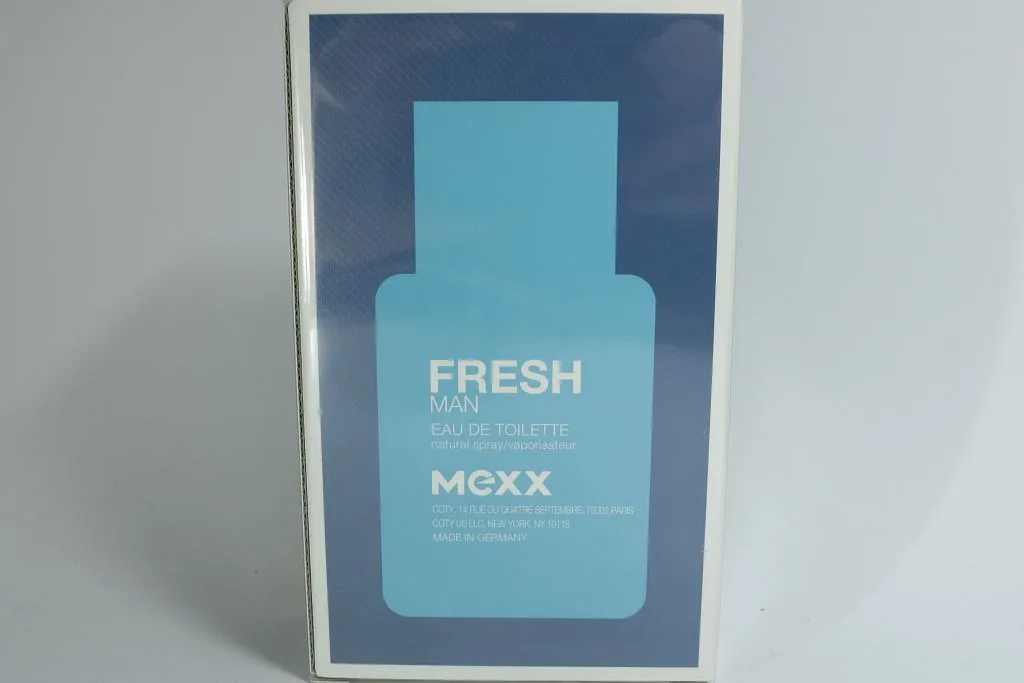 FRESH
MAN
EAU DE TOILETTE
natural spray/vaporisateur
mexx
COTY, 14 RUE DU QUATRE SEPTEMBRE, 75002 PARIS
COTY US LLC, NEW YORK, NY 10118
MADE IN GERMANY